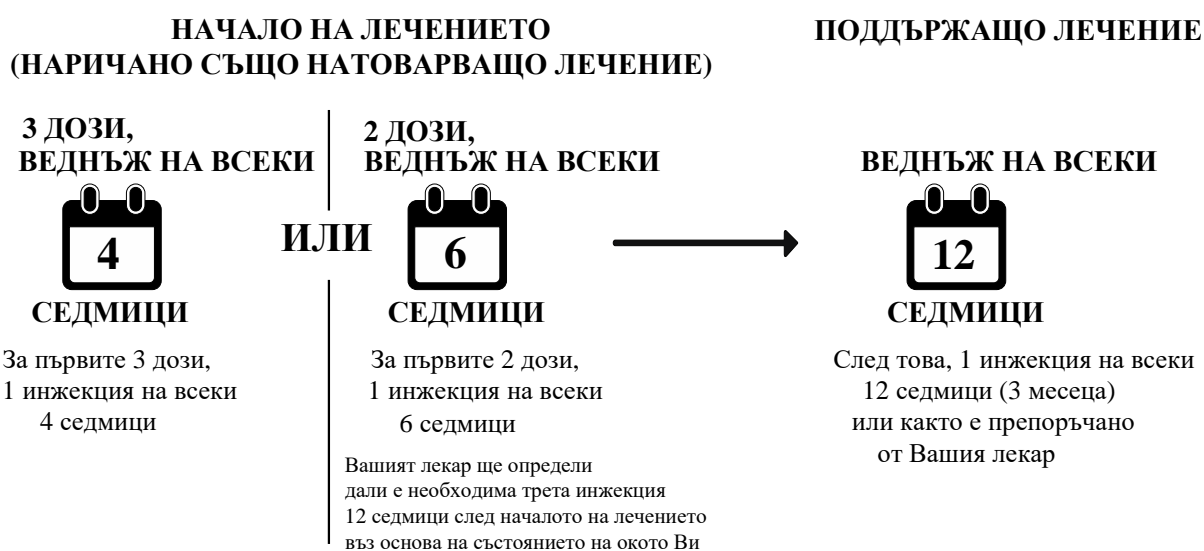 НАЧАЛО НА ЛЕЧЕНИЕТО
(НАРИЧАНО СЪЩО НАТОВАРВАЩО ЛЕЧЕНИЕ)
ПОДДЪРЖАЩО ЛЕЧЕНИЕ
3 ДОЗИ,
ВЕДНЪЖ НА ВСЕКИ
4
СЕДМИЦИ
За първите 3 дози,
1 инжекция на всеки
4 седмици
ИЛИ
2 ДОЗИ,
ВЕДНЪЖ НА ВСЕКИ
6
СЕДМИЦИ
За първите 2 дози,
1 инжекция на всеки
6 седмици
Вашият лекар ще определи
дали е необходима трета инжекция
12 седмици след началото на лечението
въз основа на състоянието на окото Ви
ВЕДНЪЖ НА ВСЕКИ
12
СЕДМИЦИ
След това, 1 инжекция на всеки
12 седмици (3 месеца)
или както е препоръчано
от Вашия лекар